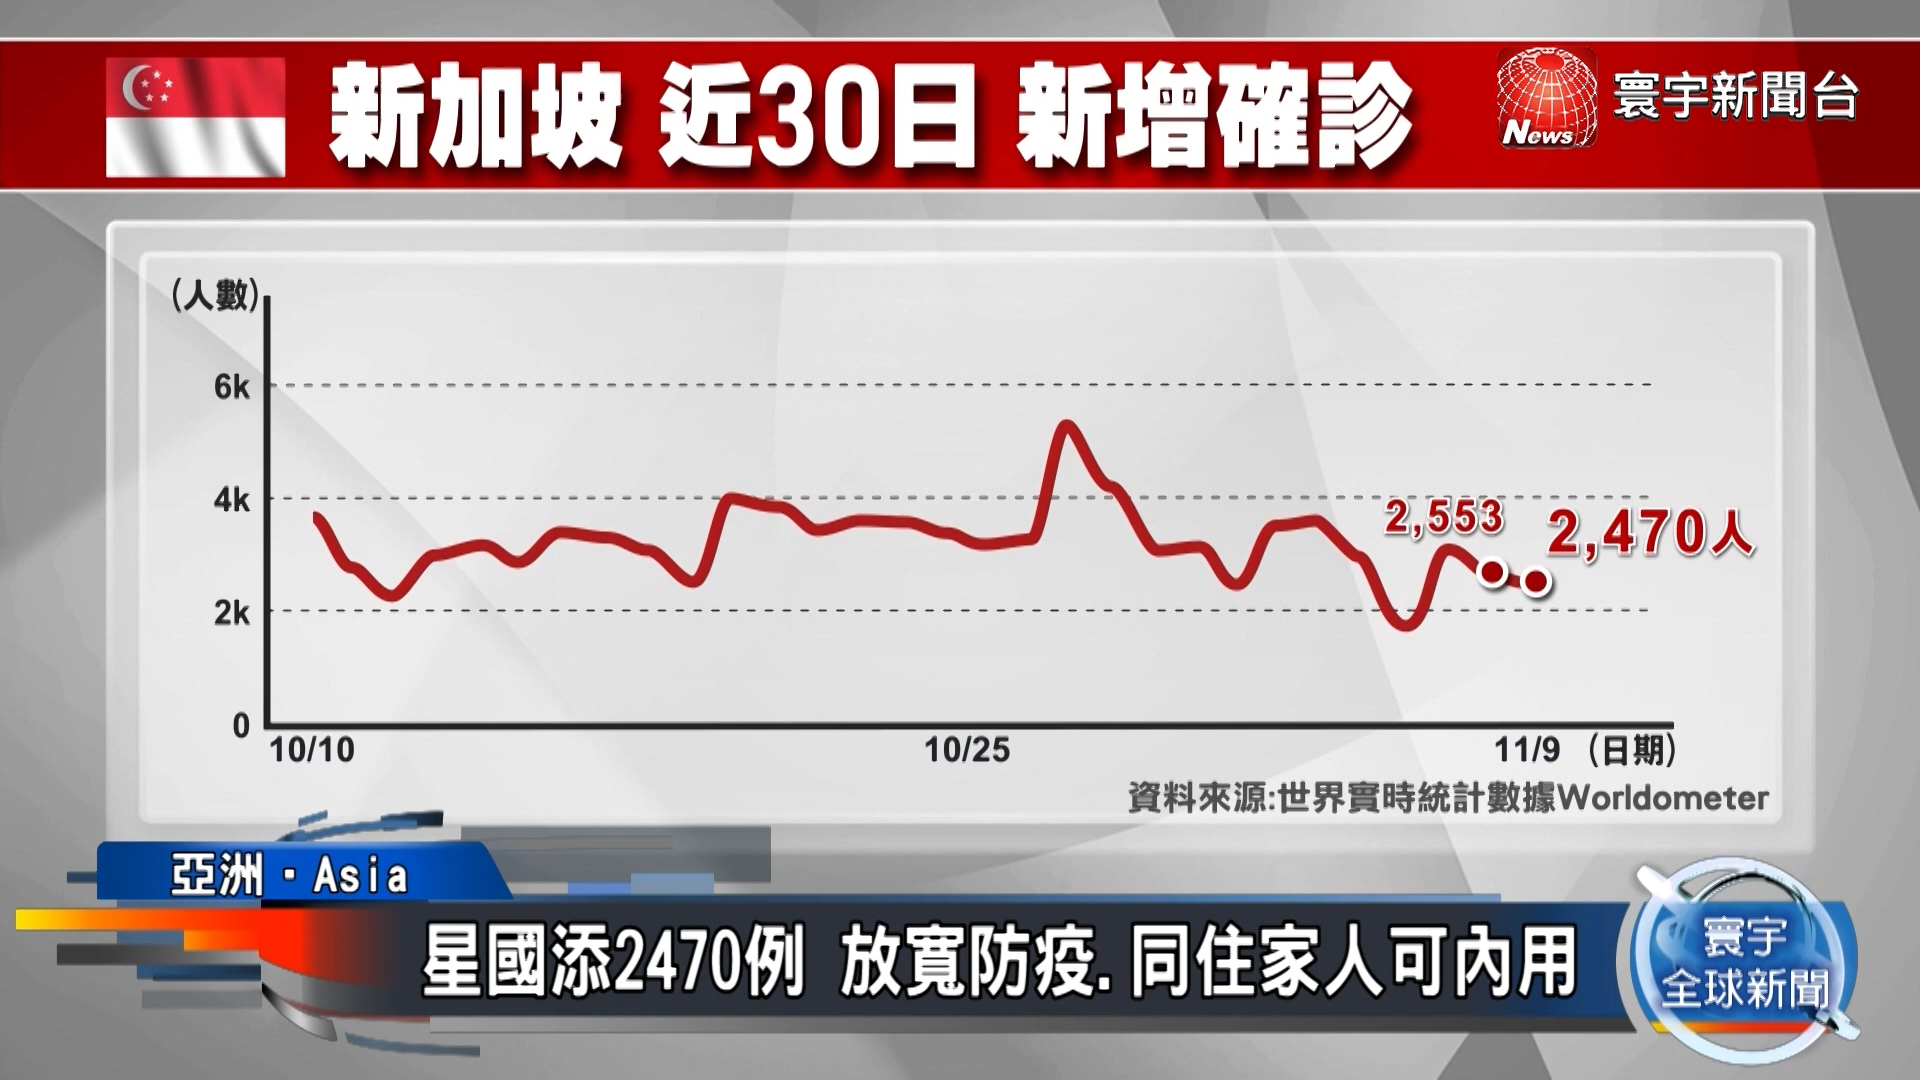 新加坡 近30日 新增確診
News
寰宇新聞台
(人數)
6k
4k
2k
0
2,553
2,470人
10/10
10/25
11/9
(日期)
資料來源:世界實時統計數據Worldometer
亞洲·Asia
星國添2470例 放寬防疫.同住家人可內用
寰宇
全球新聞